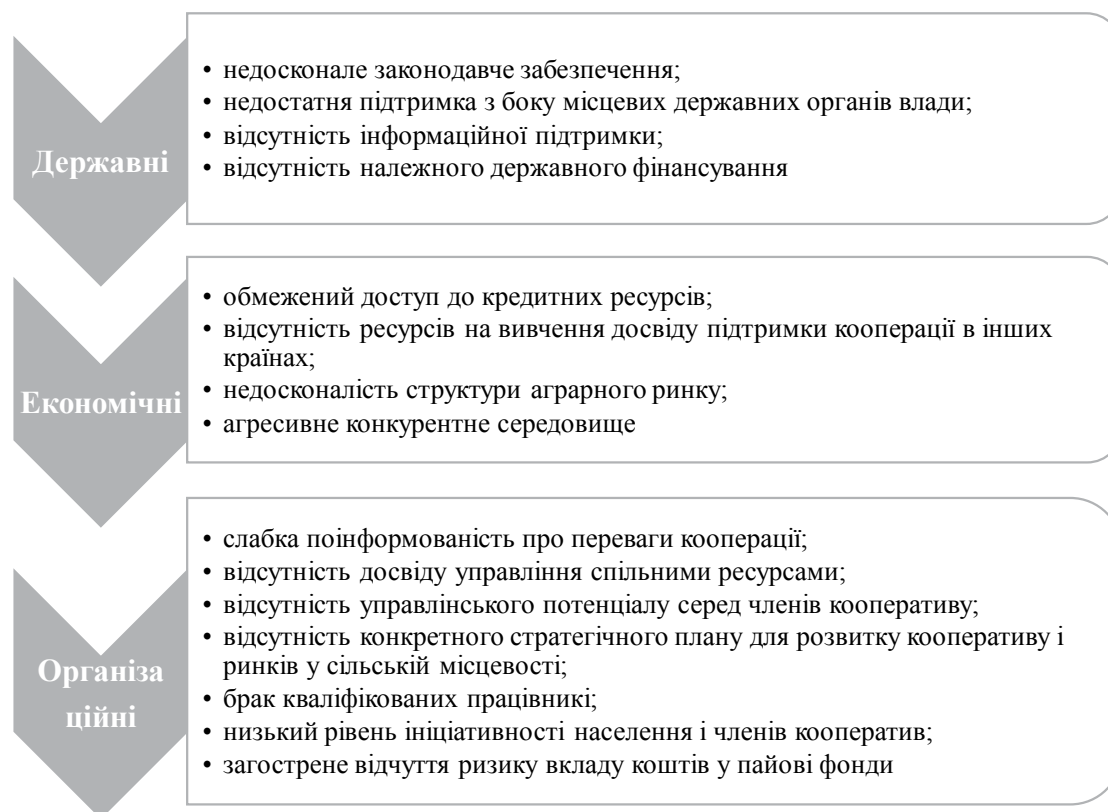 Державні
• недосконале законодавче забезпечення;
• недостатня підтримка з боку місцевих державних органів влади;
• відсутність інформаційної підтримки;
• відсутність належного державного фінансування
Економічні
• обмежений доступ до кредитних ресурсів;
• відсутність ресурсів на вивчення досвіду підтримки кооперації в інших
країнах;
• недосконалість структури аграрного ринку;
• агресивне конкурентне середовище
Організа
ційні
• слабка поінформованість про переваги кооперації;
• відсутність досвіду управління спільними ресурсами;
• відсутність управлінського потенціалу серед членів кооперативу;
• відсутність конкретного стратегічного плану для розвитку кооперативу і
ринків у сільській місцевості;
• брак кваліфікованих працівникі;
• низький рівень ініціативності населення і членів кооператив;
• загострене відчуття ризику вкладу коштів у пайові фонди